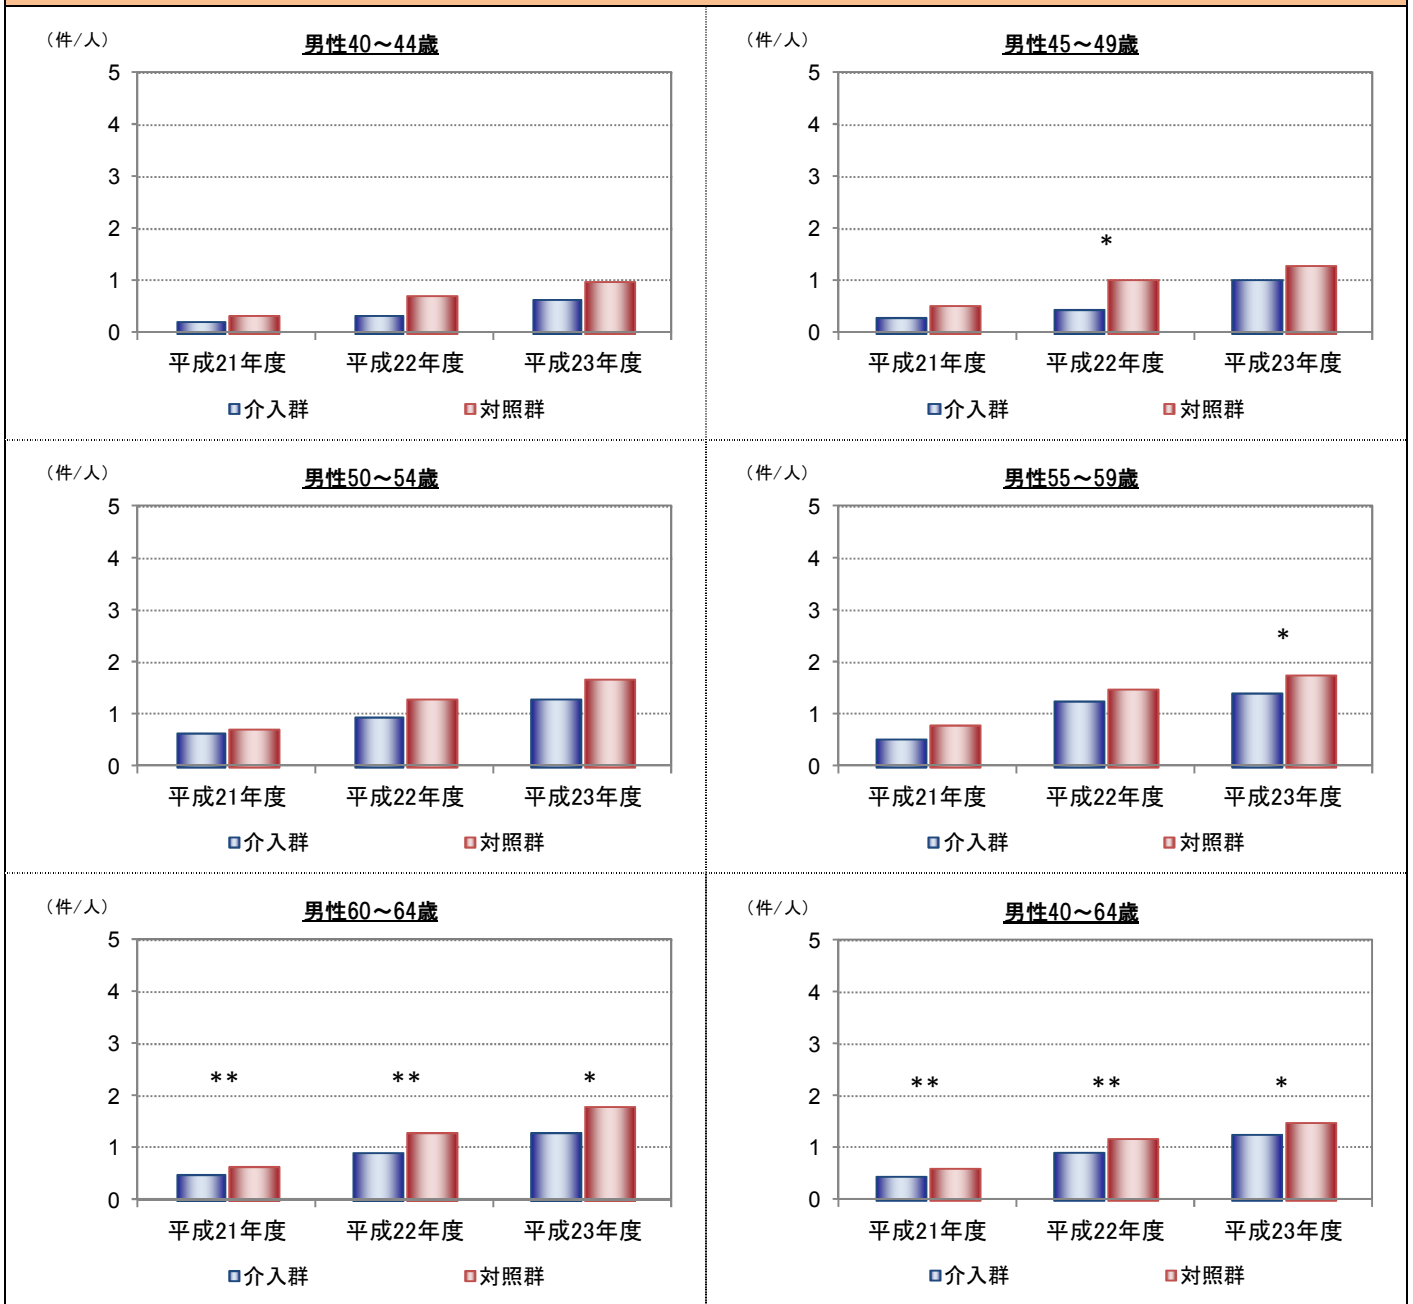 （件/人）
男性40～44歳
5
4
3
2
1
0
平成21年度 平成22年度 平成23年度
介入群 対照群
（件/人）
男性45～49歳
5
4
3
2
*
1
0
平成21年度 平成22年度 平成23年度
介入群 対照群
（件/人）
男性50～54歳
5
4
3
2
1
0
平成21年度 平成22年度 平成23年度
介入群 対照群
（件/人）
男性55～59歳
5
4
3
*
2
1
0
平成21年度 平成22年度 平成23年度
介入群 対照群
（件/人）
男性60～64歳
5
4
3
** ** *
2
1
0
平成21年度 平成22年度 平成23年度
介入群 対照群
（件/人）
男性40～64歳
5
4
3
** ** *
2
1
0
平成21年度 平成22年度 平成23年度
介入群 対照群